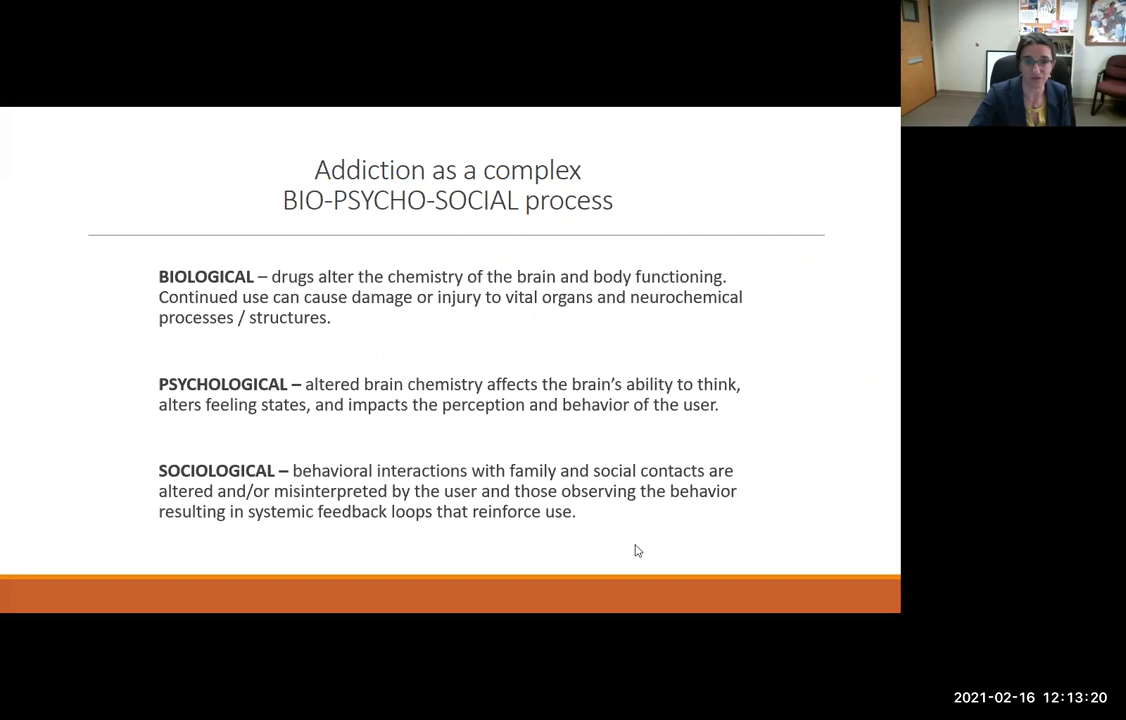 Addiction as a complex
BIO-PSYCHO-SOCIAL process
BIOLOGICAL – drugs alter the chemistry of the brain and body functioning.
Continued use can cause damage or injury to vital organs and neurochemical
processes / structures.
PSYCHOLOGICAL – altered brain chemistry affects the brain’s ability to think,
alters feeling states, and impacts the perception and behavior of the user.
SOCIOLOGICAL – behavioral interactions with family and social contacts are
altered and/or misinterpreted by the user and those observing the behavior
resulting in systemic feedback loops that reinforce use.
2021-02-16 12:13:20